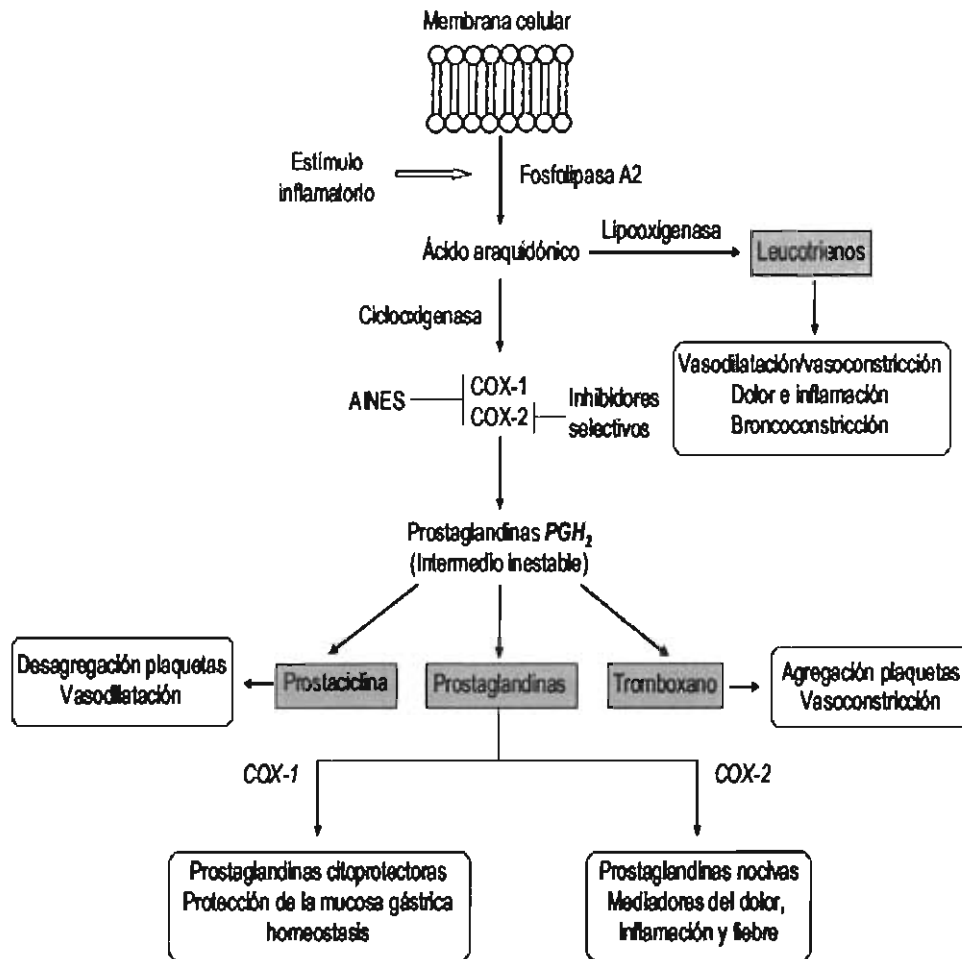 Membrana celular
Estímulo
inflamatorio
Fosfolipasa A2
Ácido araquidónico
Lipooxigenasa
Leucotrienos
Ciclooxigenasa
Vasodilatación/vasoconstricción
Dolor e inflamación
Broncoconstricción
AINES
COX-1
COX-2
Inhibidores
selectivos
Prostaglandinas PGH2
(Intermedio inestable)
Desagregación plaquetas
Vasodilatación
Prostaciclina
Prostaglandinas
Tromboxano
Agregación plaquetas
Vasoconstricción
COX-1
COX-2
Prostaglandinas citoprotectoras
Protección de la mucosa gástrica
homeostasis
Prostaglandinas nocivas
Mediadores del dolor,
Inflamación y fiebre